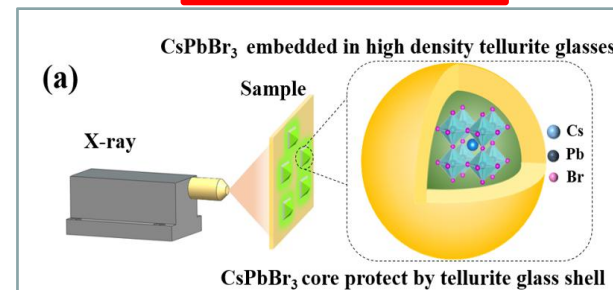 CsPbBr₃ embedded in high density tellurite glasses
(a)
Sample
X-ray
Cs
Pb
Br
CsPbBr₃ core protect by tellurite glass shell